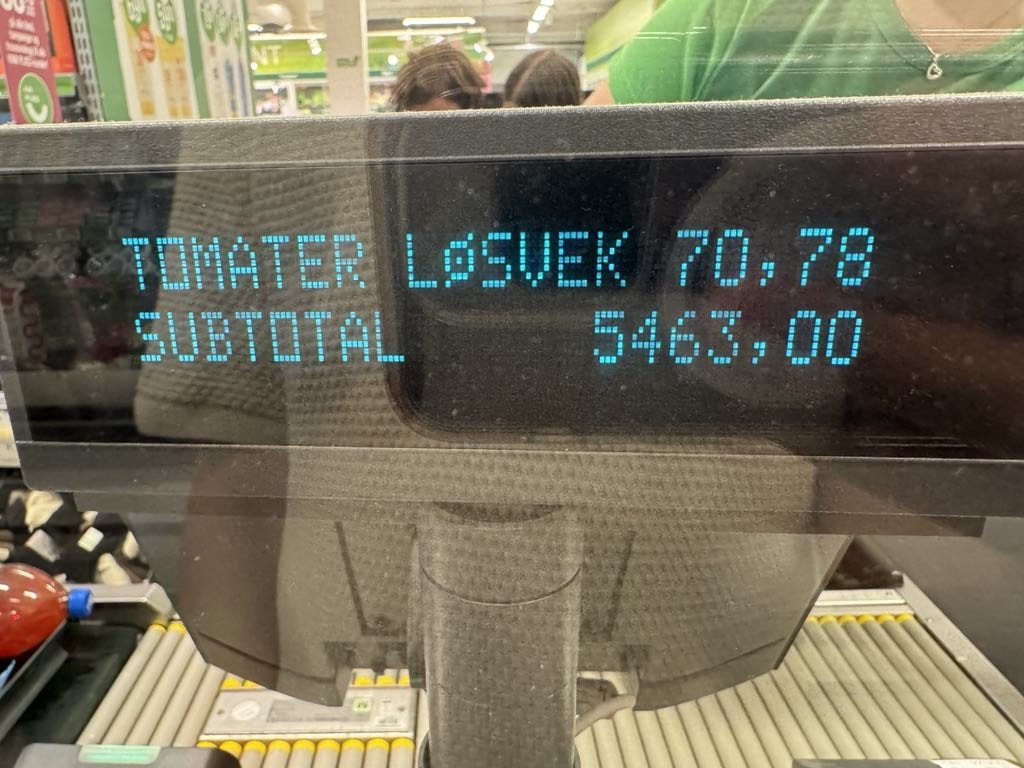 TOMATER LØSVEK 70,78
SUBTOTAL 5463,00